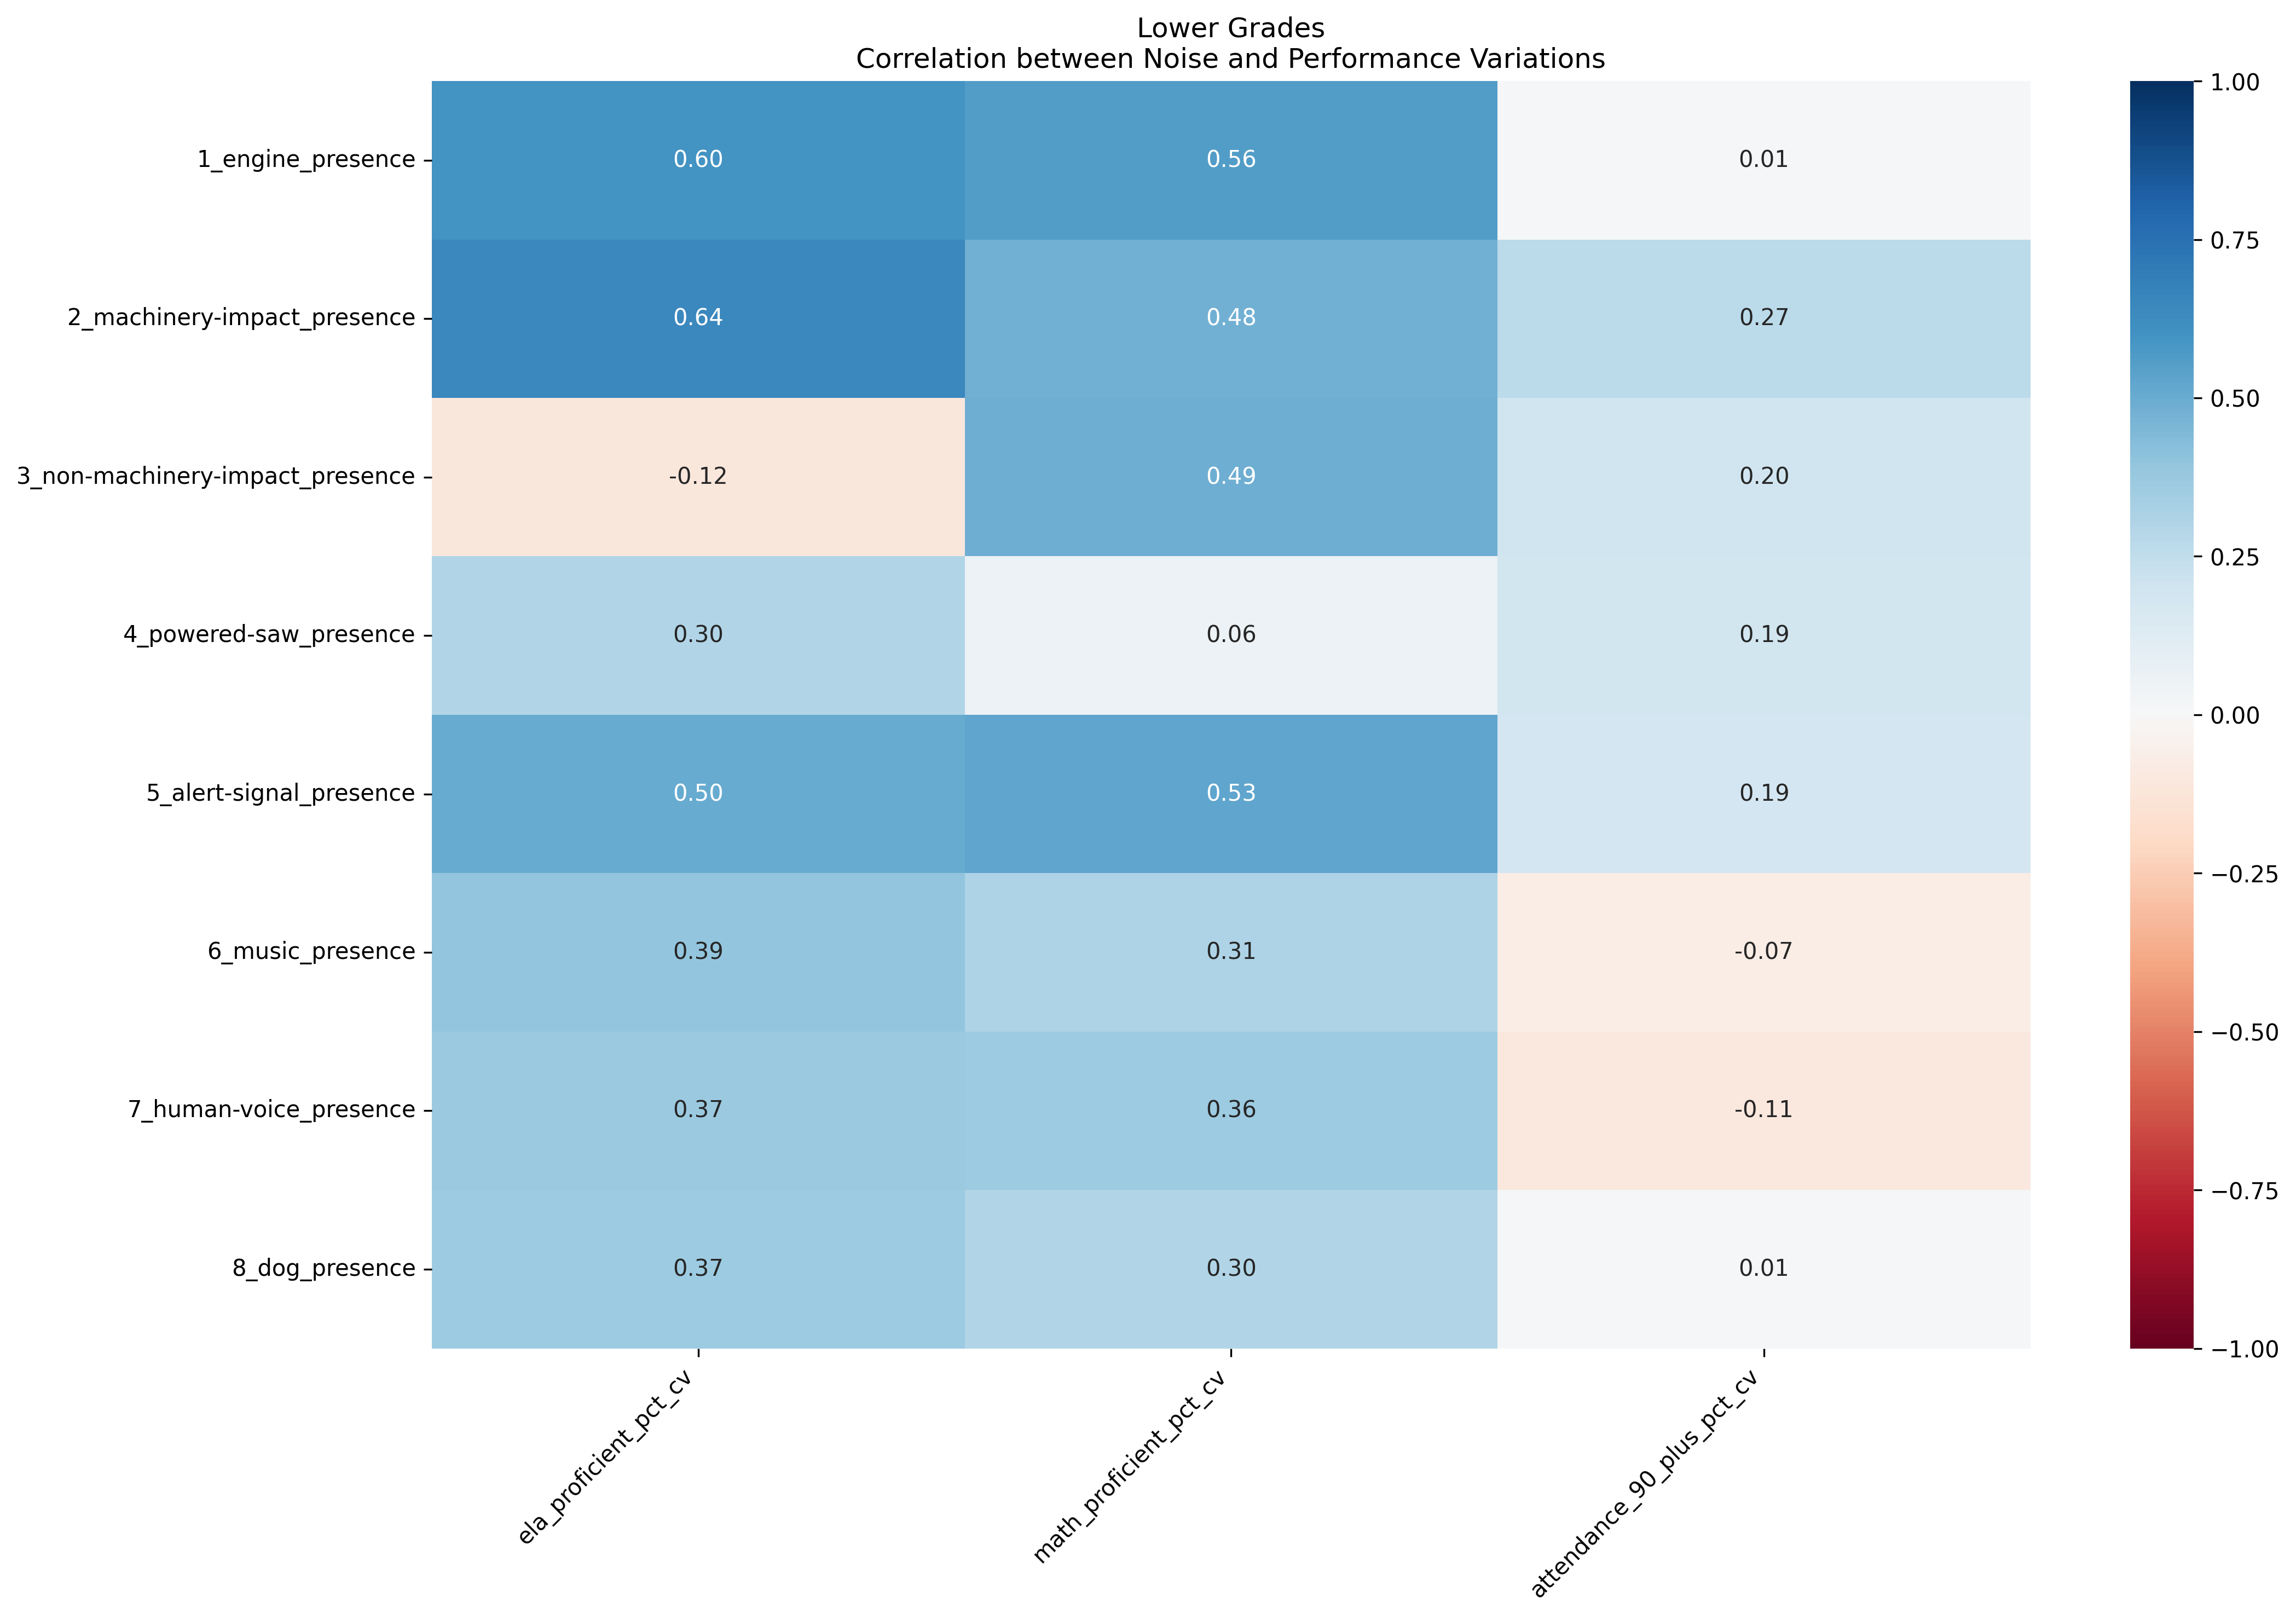 Lower Grades
Correlation between Noise and Performance Variations
1_engine_presence 0.60 0.56 0.01
2_machinery-impact_presence 0.64 0.48 0.27
3_non-machinery-impact_presence -0.12 0.49 0.20
4_powered-saw_presence 0.30 0.06 0.19
5_alert-signal_presence 0.50 0.53 0.19
6_music_presence 0.39 0.31 -0.07
7_human-voice_presence 0.37 0.36 -0.11
8_dog_presence 0.37 0.30 0.01
ela_proficient_pct_cv
math_proficient_pct_cv
attendance_90_plus_pct_cv
1.00
0.75
0.50
0.25
0.00
−0.25
−0.50
−0.75
−1.00